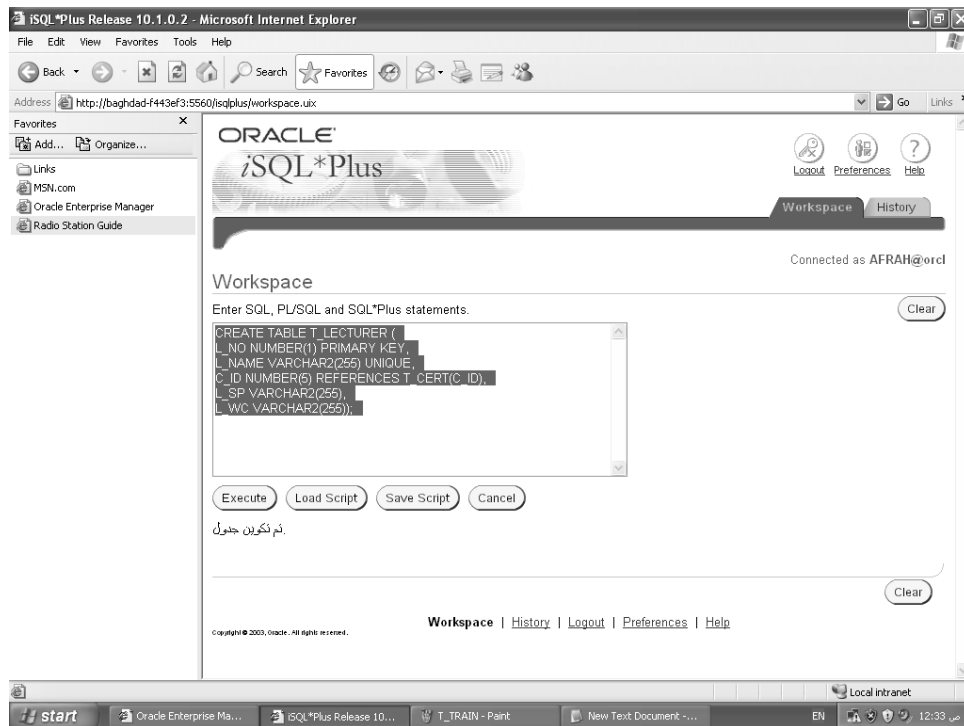 iSQL*Plus Release 10.1.0.2 - Microsoft Internet Explorer
File Edit View Favorites Tools Help
Back Search Favorites
Address http://baghdad-f443ef3:5560/isqlplus/workspace.uix Go Links
Favorites
Add... Organize...
Links
MSN.com
Oracle Enterprise Manager
Radio Station Guide
ORACLE
iSQL*Plus
Logout Preferences Help
Workspace History
Connected as AFRAH@orcl
Workspace
Enter SQL, PL/SQL and SQL*Plus statements.
Clear
CREATE TABLE T_LECTURER (
L_NO NUMBER(1) PRIMARY KEY,
L_NAME VARCHAR2(255) UNIQUE,
C_ID NUMBER(5) REFERENCES T_CERT(C_ID),
L_SP VARCHAR2(255),
L_WC VARCHAR2(255));
Execute Load Script Save Script Cancel
تم تكوين جدول.
Clear
Workspace | History | Logout | Preferences | Help
Copyright © 2003, Oracle. All rights reserved.
Local intranet
start Oracle Enterprise Ma... iSQL*Plus Release 10... T_TRAIN - Paint New Text Document -... EN 12:33 ص